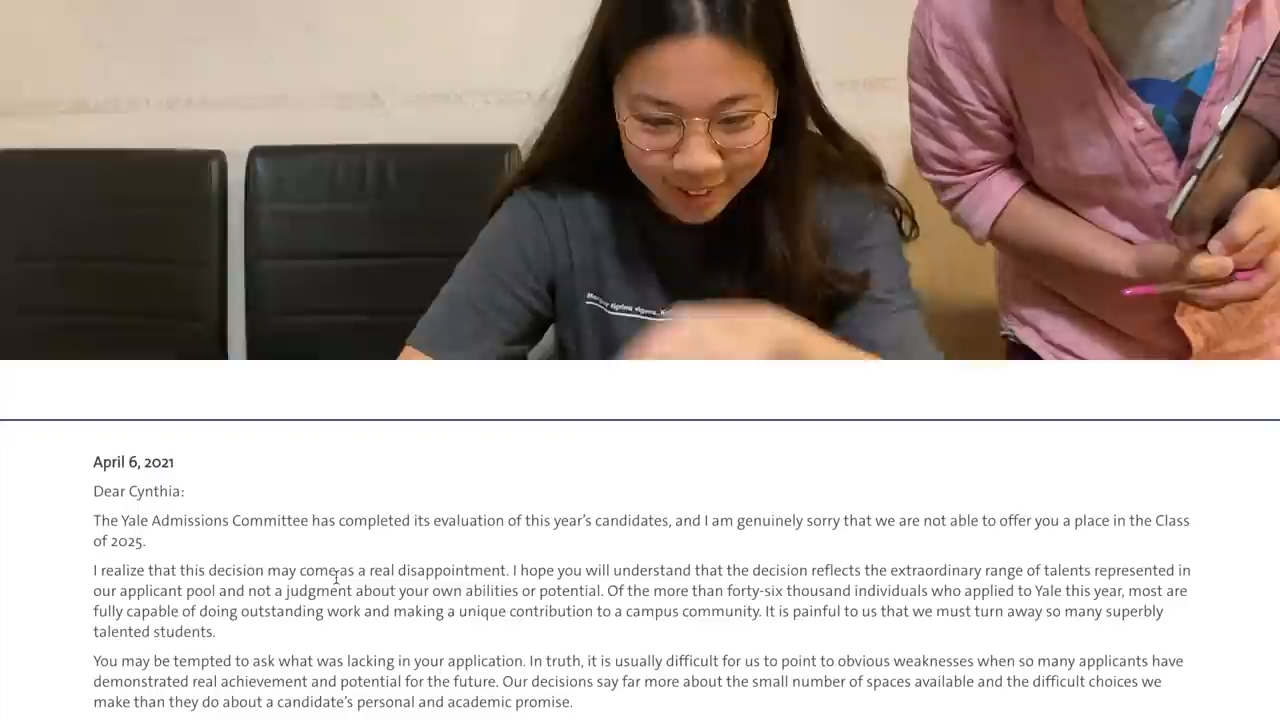 April 6, 2021
Dear Cynthia:
The Yale Admissions Committee has completed its evaluation of this year’s candidates, and I am genuinely sorry that we are not able to offer you a place in the Class
of 2025.
I realize that this decision may come as a real disappointment. I hope you will understand that the decision reflects the extraordinary range of talents represented in
our applicant pool and not a judgment about your own abilities or potential. Of the more than forty-six thousand individuals who applied to Yale this year, most are
fully capable of doing outstanding work and making a unique contribution to a campus community. It is painful to us that we must turn away so many superbly
talented students.
You may be tempted to ask what was lacking in your application. In truth, it is usually difficult for us to point to obvious weaknesses when so many applicants have
demonstrated real achievement and potential for the future. Our decisions say far more about the small number of spaces available and the difficult choices we
make than they do about a candidate’s personal and academic promise.